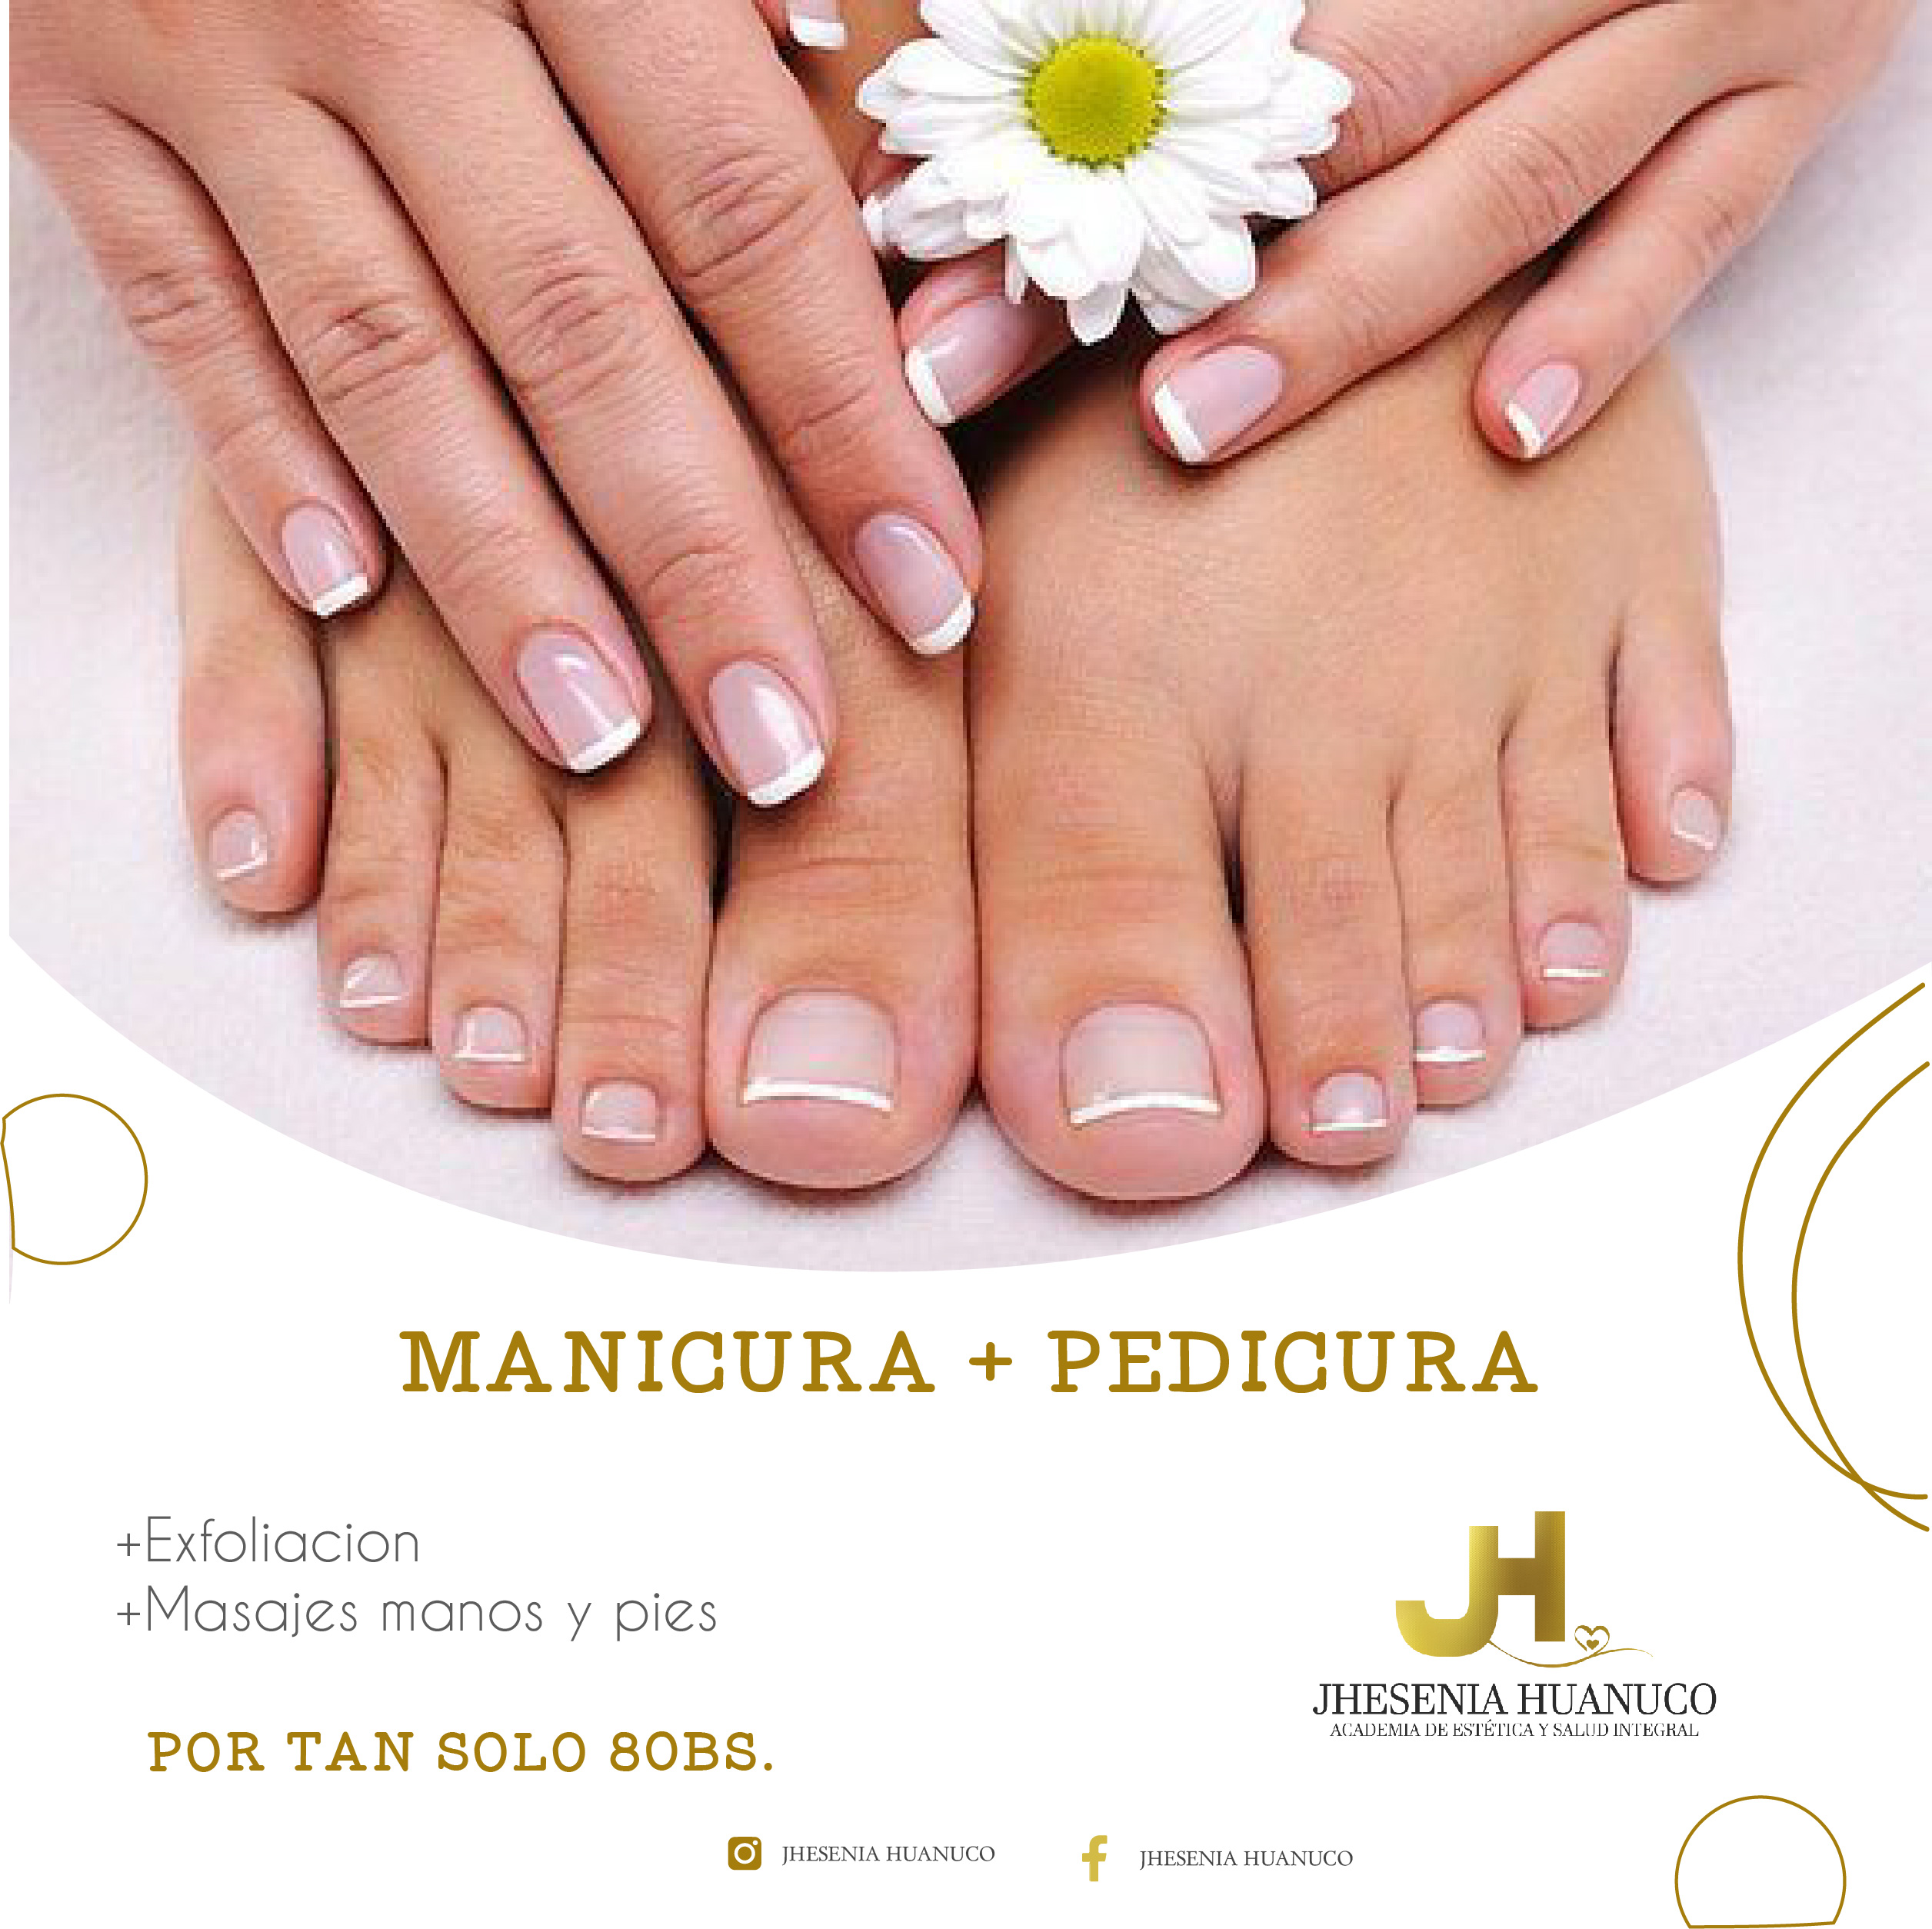 MANICURA + PEDICURA
+Exfoliacion
+Masajes manos y pies
POR TAN SOLO 80BS.
JH
JHESENIA HUANUCO
ACADEMIA DE ESTÉTICA Y SALUD INTEGRAL
JHESENIA HUANUCO
JHESENIA HUANUCO